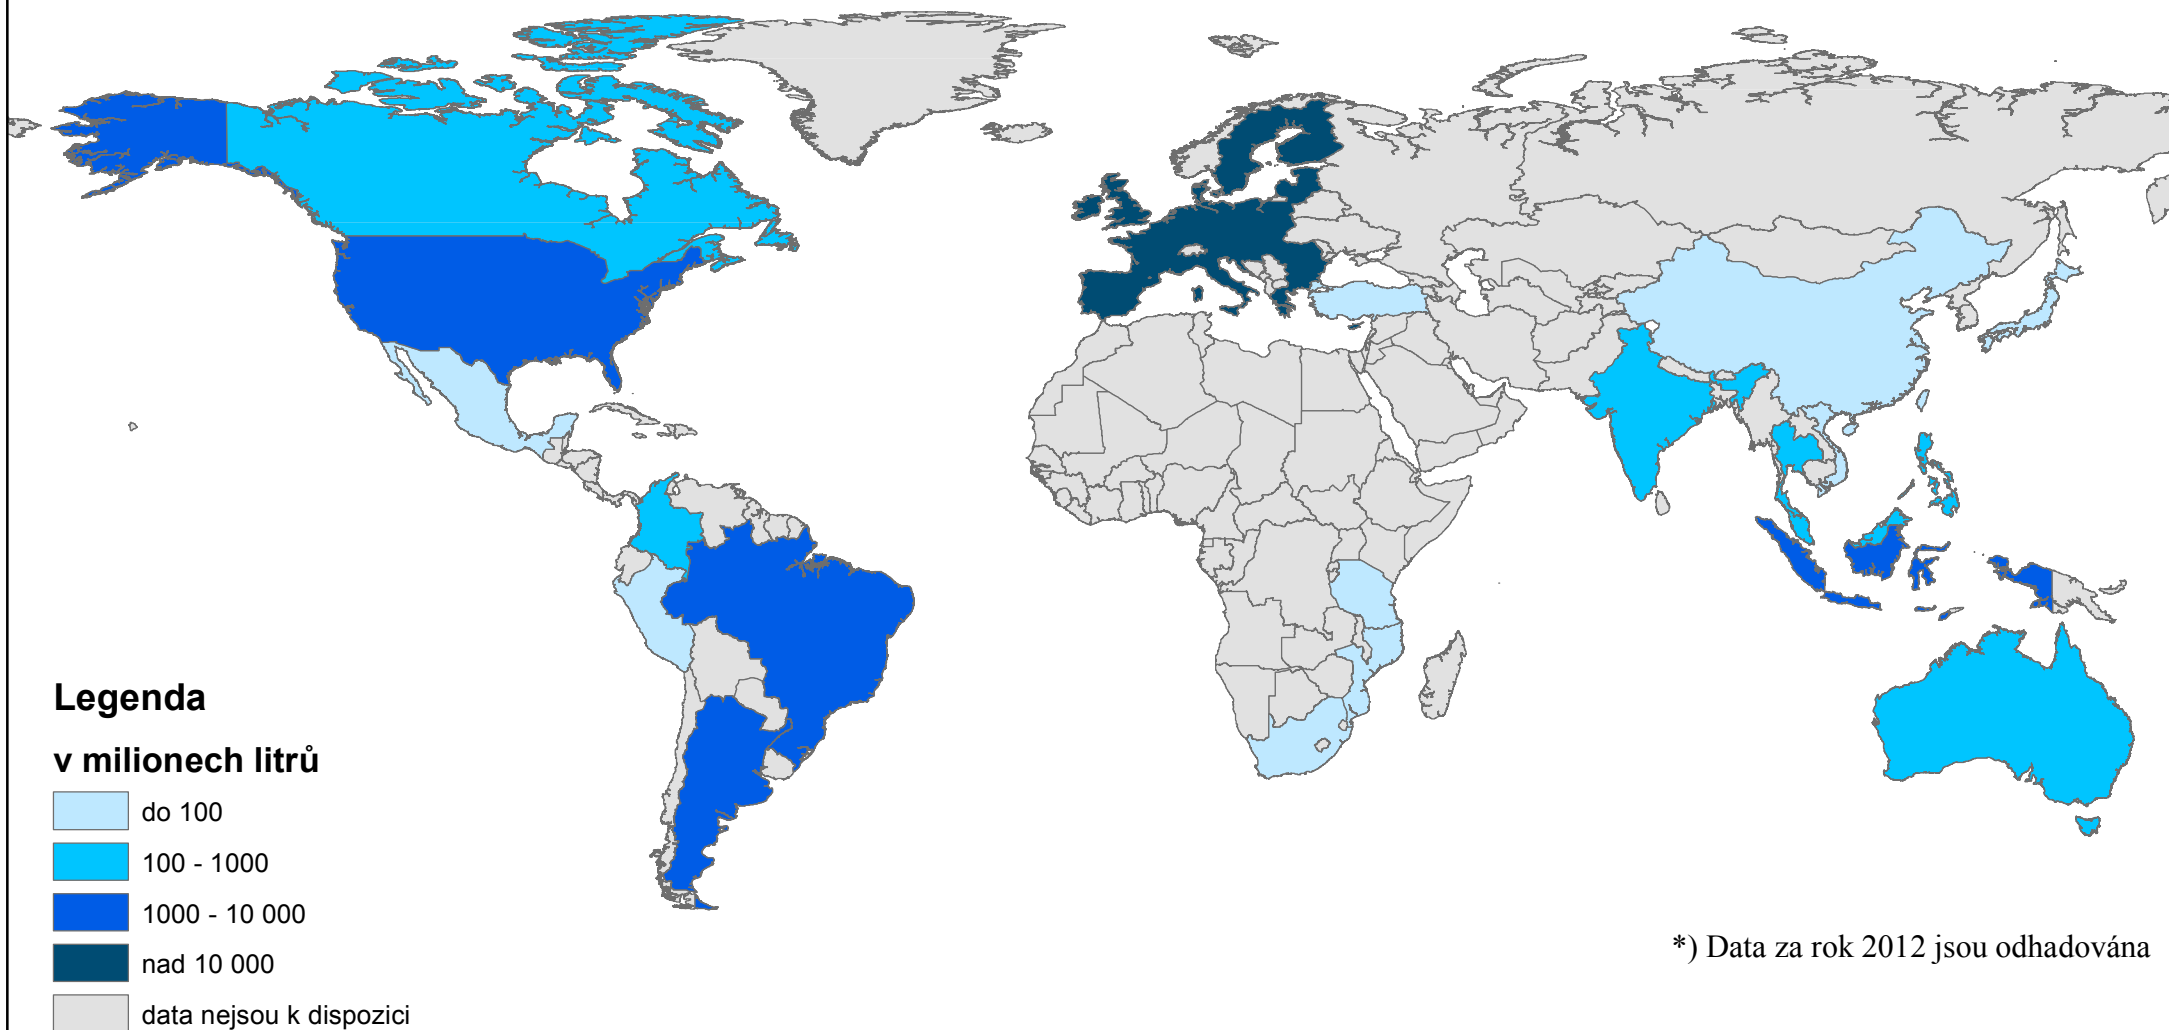 Legenda
v milionech litrů
do 100
100 - 1000
1000 - 10 000
nad 10 000
data nejsou k dispozici
*) Data za rok 2012 jsou odhadována